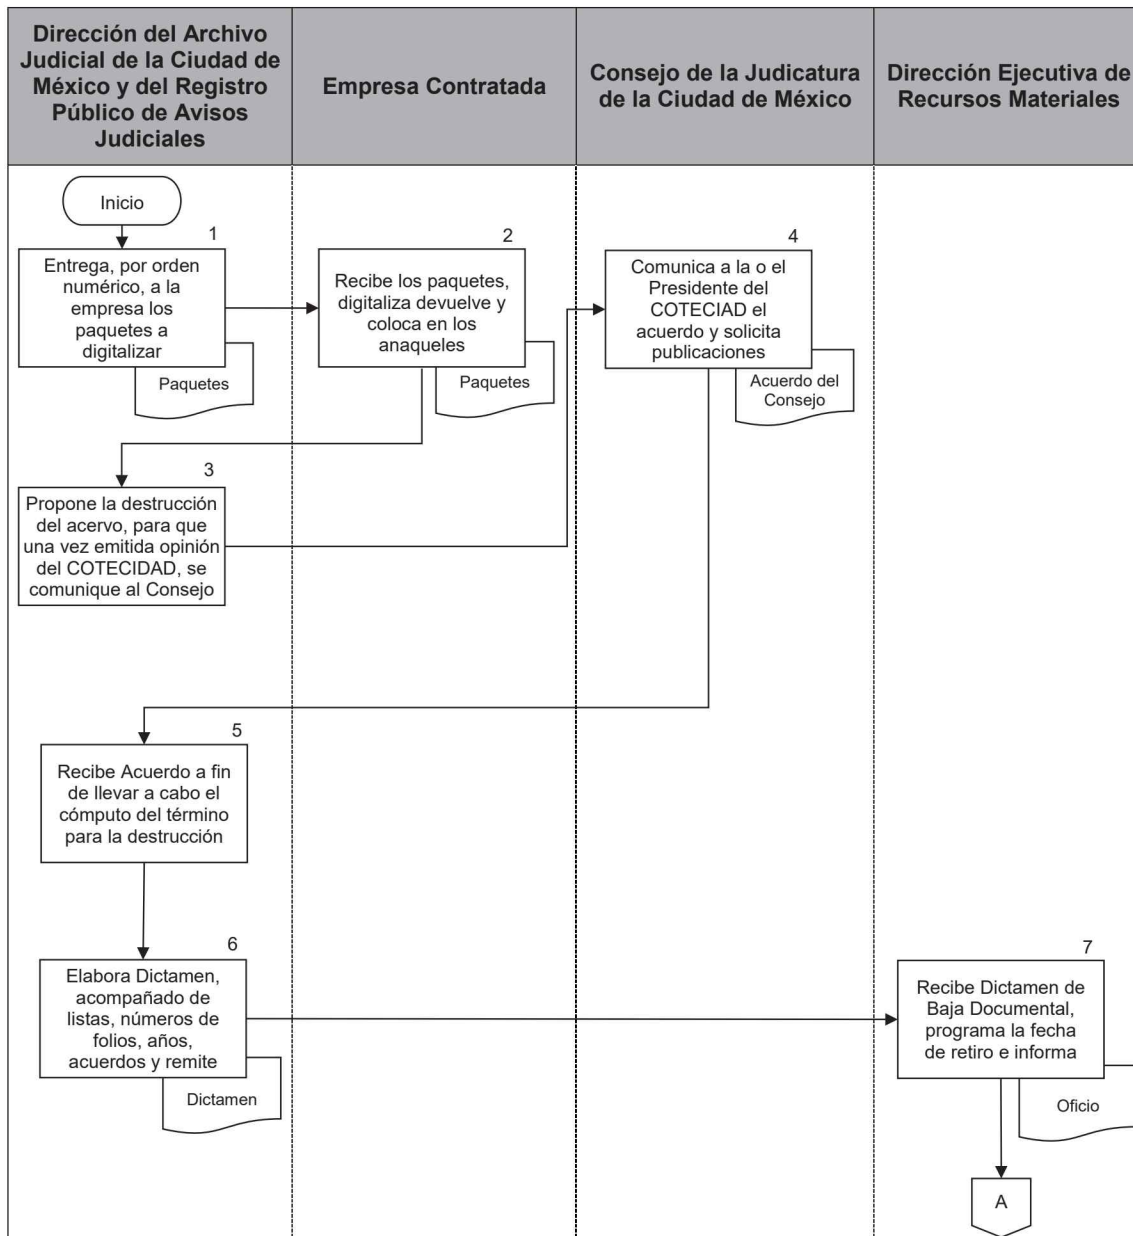 Dirección del Archivo
Judicial de la Ciudad de
México y del Registro
Público de Avisos
Judiciales
Empresa Contratada
Consejo de la Judicatura
de la Ciudad de México
Dirección Ejecutiva de
Recursos Materiales
Inicio
1
Entrega, por orden
numérico, a la
empresa los
paquetes a
digitalizar
Paquetes
2
Recibe los paquetes,
digitaliza devuelve y
coloca en los
anaqueles
Paquetes
3
Propone la destrucción
del acervo, para que
una vez emitida opinión
del COTECIDAD, se
comunique al Consejo
4
Comunica a la o el
Presidente del
COTECIAD el
acuerdo y solicita
publicaciones
Acuerdo del
Consejo
5
Recibe Acuerdo a fin
de llevar a cabo el
cómputo del término
para la destrucción
6
Elabora Dictamen,
acompañado de
listas, números de
folios, años,
acuerdos y remite
Dictamen
7
Recibe Dictamen de
Baja Documental,
programa la fecha
de retiro e informa
Oficio
A